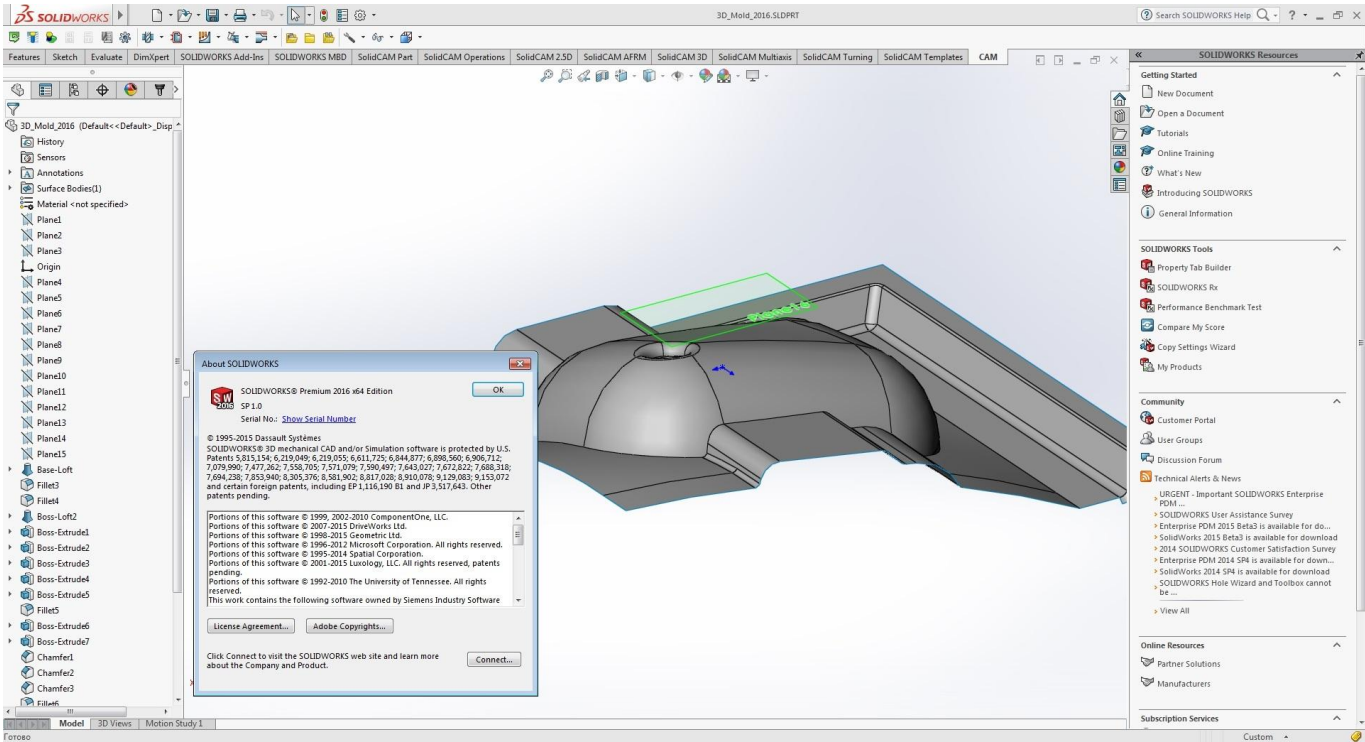 SOLIDWORKS
3D_Mold_2016.SLDPRT
Search SOLIDWORKS Help
Features Sketch Evaluate DimXpert SOLIDWORKS Add-Ins SOLIDWORKS MBD SolidCAM Part SolidCAM Operations SolidCAM 2.5D SolidCAM AFRM SolidCAM 3D SolidCAM Multiaxis SolidCAM Turning SolidCAM Templates CAM
3D_Mold_2016 (Default<<Default>_Disp
History
Sensors
Annotations
Surface Bodies(1)
Material <not specified>
Plane1
Plane2
Plane3
Origin
Plane4
Plane5
Plane6
Plane7
Plane8
Plane9
Plane10
Plane11
Plane12
Plane13
Plane14
Plane15
Base-Loft
Fillet3
Fillet4
Boss-Loft2
Boss-Extrude1
Boss-Extrude2
Boss-Extrude3
Boss-Extrude4
Boss-Extrude5
Fillet5
Boss-Extrude6
Boss-Extrude7
Chamfer1
Chamfer2
Chamfer3
Fillet6
Model 3D Views Motion Study 1
Готово
Custom
About SOLIDWORKS
SW 2016
SOLIDWORKS® Premium 2016 x64 Edition
OK
SP 1.0
Serial No.: Show Serial Number
© 1995-2015 Dassault Systèmes
SOLIDWORKS® 3D mechanical CAD and/or Simulation software is protected by U.S.
Patents 5,815,154; 6,219,049; 6,219,055; 6,611,725; 6,844,877; 6,898,560; 6,906,712;
7,079,990; 7,477,262; 7,558,705; 7,571,079; 7,590,497; 7,643,027; 7,672,822; 7,688,318;
7,694,238; 7,853,940; 8,305,376; 8,581,902; 8,817,028; 8,910,078; 9,129,083; 9,153,072
and certain foreign patents, including EP 1,116,190 B1 and JP 3,517,643. Other
patents pending.
Portions of this software © 1999, 2002-2010 ComponentOne, LLC.
Portions of this software © 2007-2015 DriveWorks Ltd.
Portions of this software © 1998-2015 Geometric Ltd.
Portions of this software © 1996-2012 Microsoft Corporation. All rights reserved.
Portions of this software © 1995-2014 Spatial Corporation.
Portions of this software © 2001-2015 Luxology, LLC. All rights reserved, patents
pending.
Portions of this software © 1992-2010 The University of Tennessee. All rights
reserved.
This work contains the following software owned by Siemens Industry Software
License Agreement... Adobe Copyrights...
Click Connect to visit the SOLIDWORKS web site and learn more
about the Company and Product.
Connect...
SOLIDWORKS Resources
Getting Started
New Document
Open a Document
Tutorials
Online Training
What's New
Introducing SOLIDWORKS
General Information
SOLIDWORKS Tools
Property Tab Builder
SOLIDWORKS Rx
Performance Benchmark Test
Compare My Score
Copy Settings Wizard
My Products
Community
Customer Portal
User Groups
Discussion Forum
Technical Alerts & News
URGENT - Important SOLIDWORKS Enterprise
PDM ...
SOLIDWORKS User Assistance Survey
Enterprise PDM 2015 Beta3 is available for do...
SolidWorks 2015 Beta3 is available for download
2014 SOLIDWORKS Customer Satisfaction Survey
Enterprise PDM 2014 SP4 is available for down...
SolidWorks 2014 SP4 is available for download
SOLIDWORKS Hole Wizard and Toolbox cannot
be ...
View All
Online Resources
Partner Solutions
Manufacturers
Subscription Services